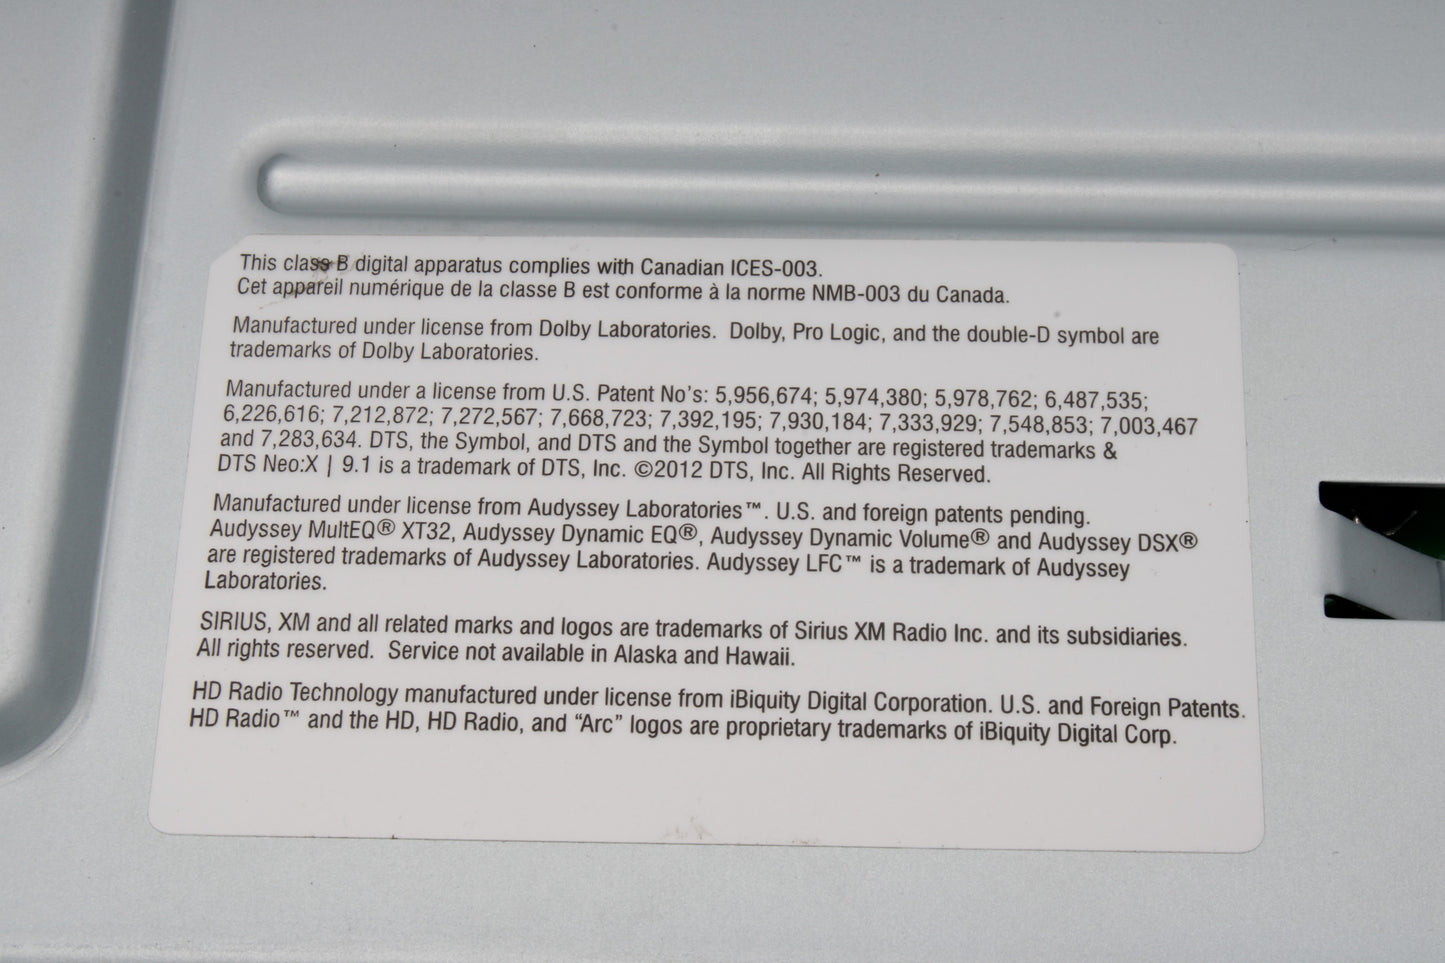 This class B digital apparatus complies with Canadian ICES-003.
Cet appareil numérique de la classe B est conforme à la norme NMB-003 du Canada.
Manufactured under license from Dolby Laboratories.  Dolby, Pro Logic, and the double-D symbol are
trademarks of Dolby Laboratories.
Manufactured under a license from U.S. Patent No's: 5,956,674; 5,974,380; 5,978,762; 6,487,535;
6,226,616; 7,212,872; 7,272,567; 7,668,723; 7,392,195; 7,930,184; 7,333,929; 7,548,853; 7,003,467
and 7,283,634. DTS, the Symbol, and DTS and the Symbol together are registered trademarks &
DTS Neo:X | 9.1 is a trademark of DTS, Inc. ©2012 DTS, Inc. All Rights Reserved.
Manufactured under license from Audyssey Laboratories™. U.S. and foreign patents pending.
Audyssey MultEQ® XT32, Audyssey Dynamic EQ®, Audyssey Dynamic Volume® and Audyssey DSX®
are registered trademarks of Audyssey Laboratories. Audyssey LFC™ is a trademark of Audyssey
Laboratories.
SIRIUS, XM and all related marks and logos are trademarks of Sirius XM Radio Inc. and its subsidiaries.
All rights reserved.  Service not available in Alaska and Hawaii.
HD Radio Technology manufactured under license from iBiquity Digital Corporation. U.S. and Foreign Patents.
HD Radio™ and the HD, HD Radio, and “Arc” logos are proprietary trademarks of iBiquity Digital Corp.